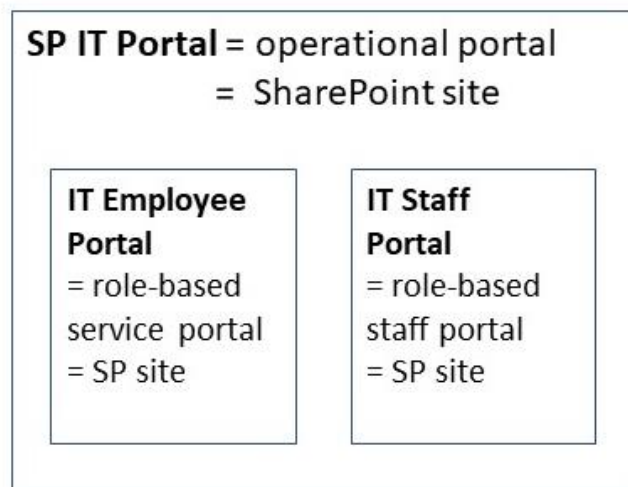 SP IT Portal = operational portal
= SharePoint site
IT Employee
Portal
= role-based
service portal
= SP site
IT Staff
Portal
= role-based
staff portal
= SP site